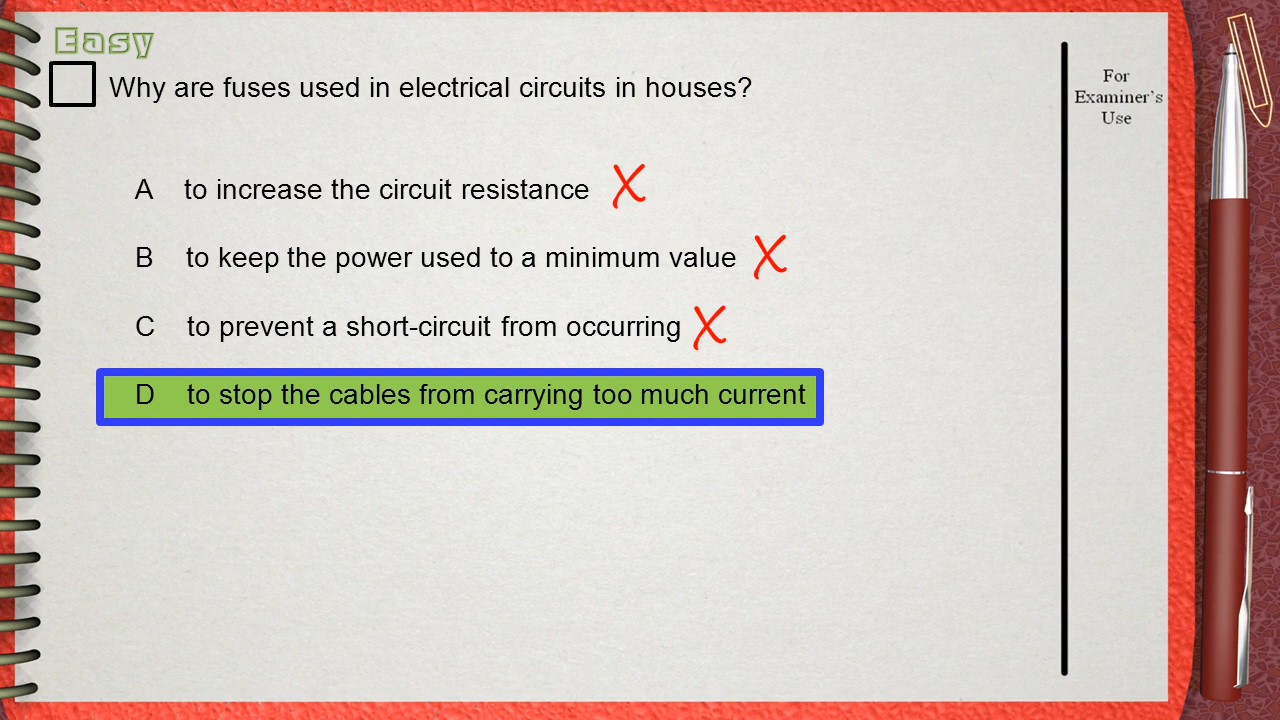 Easy
Why are fuses used in electrical circuits in houses?
For
Examiner's
Use
A to increase the circuit resistance X
B to keep the power used to a minimum value X
C to prevent a short-circuit from occurring X
D to stop the cables from carrying too much current